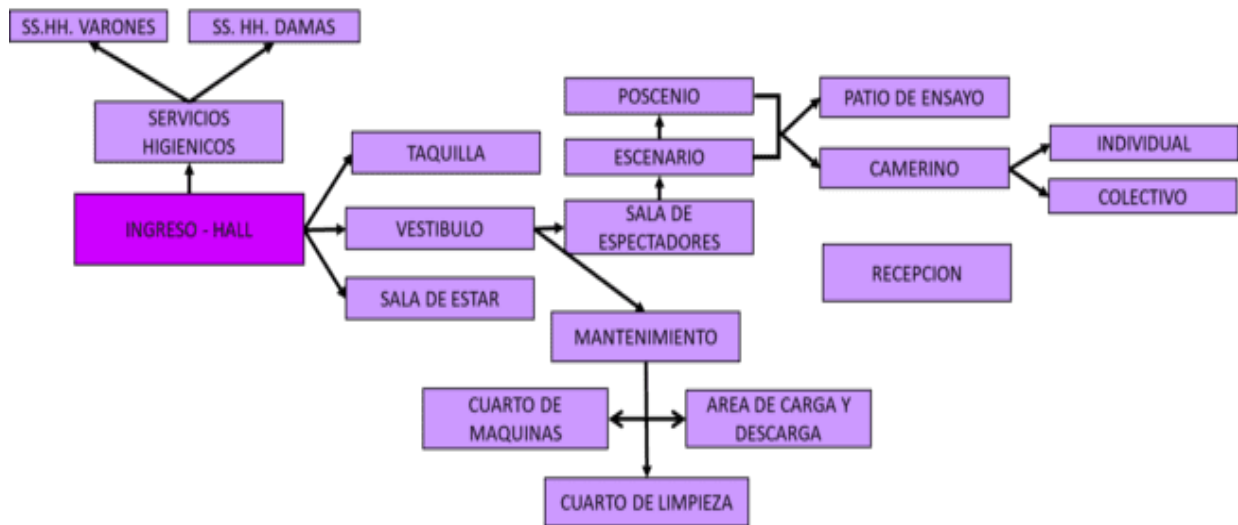 SS.HH. VARONES
SS. HH. DAMAS
SERVICIOS
HIGIENICOS
INGRESO - HALL
TAQUILLA
VESTIBULO
SALA DE ESTAR
POSCENIO
ESCENARIO
SALA DE
ESPECTADORES
PATIO DE ENSAYO
CAMERINO
INDIVIDUAL
COLECTIVO
RECEPCION
MANTENIMIENTO
CUARTO DE
MAQUINAS
AREA DE CARGA Y
DESCARGA
CUARTO DE LIMPIEZA